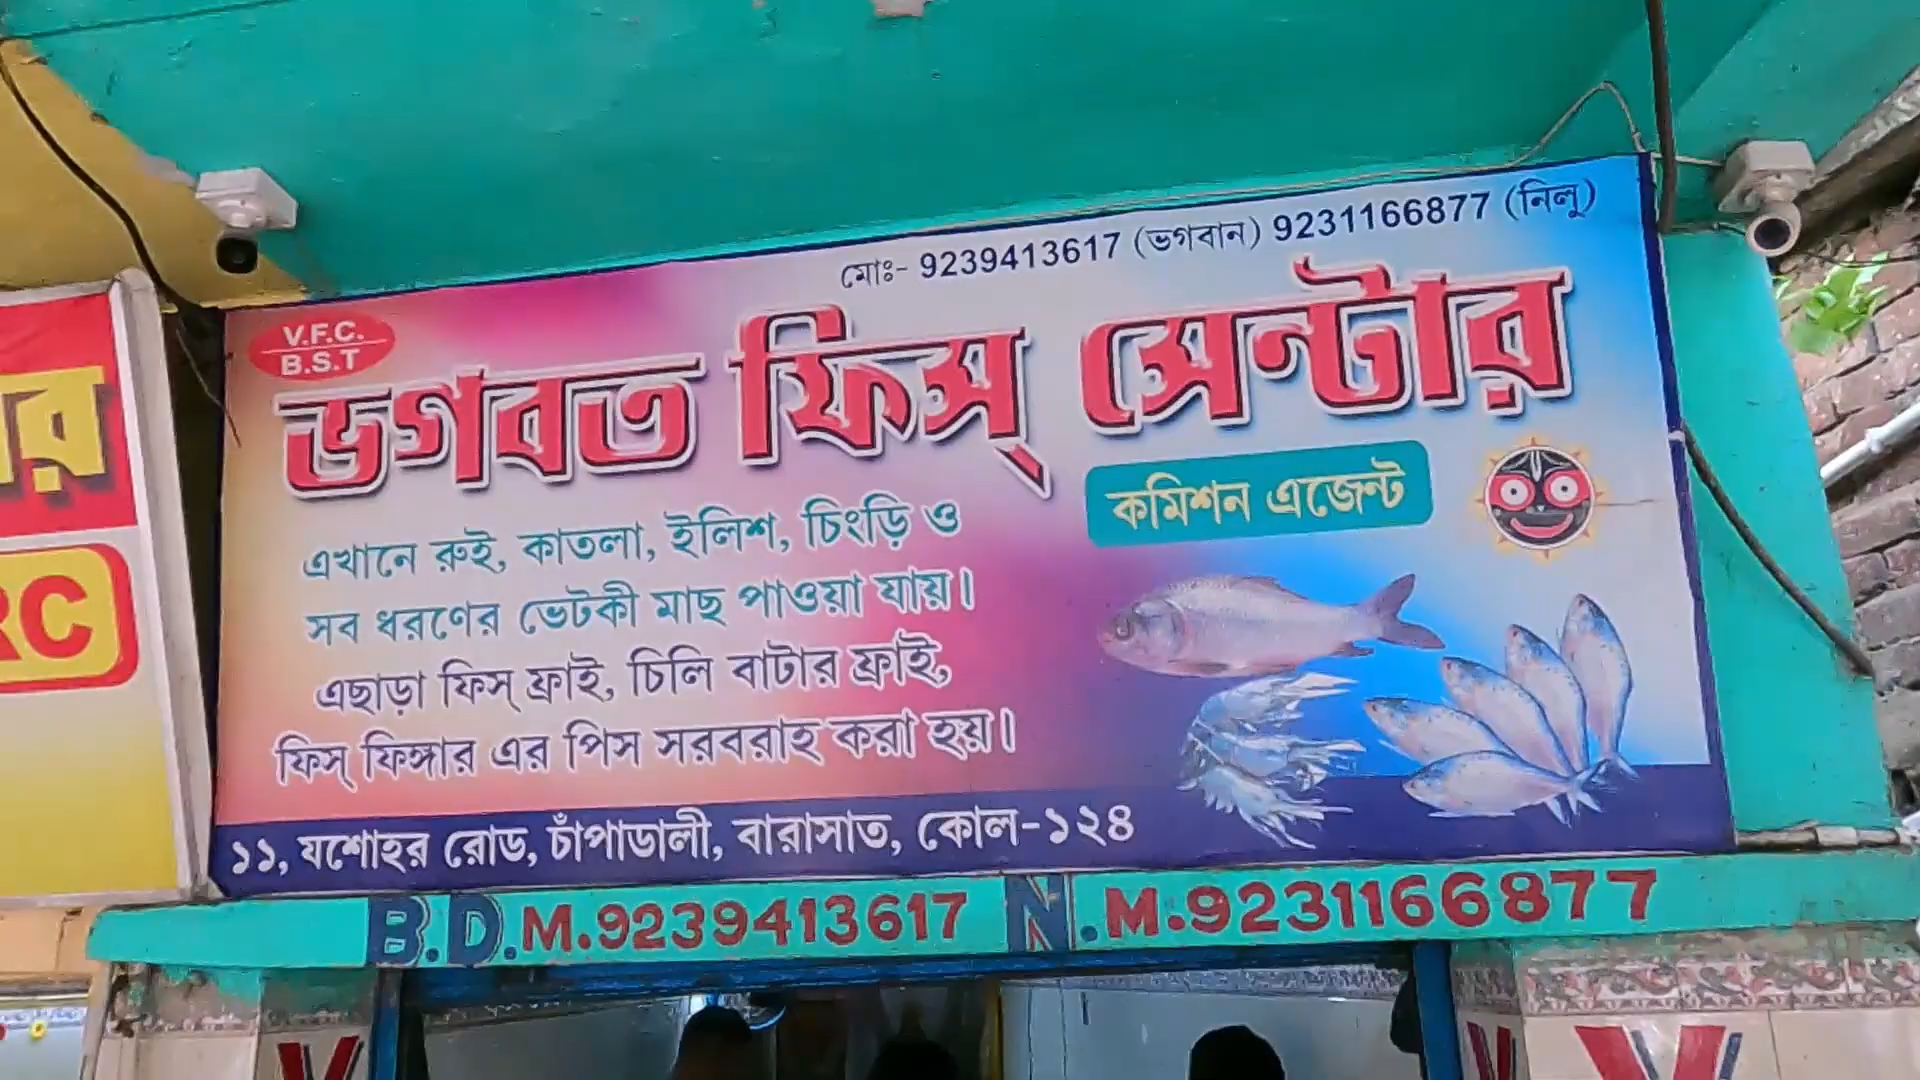 মোঃ- 9239413617 (ভগবান) 9231166877 (নিলু)
V.F.C.
B.S.T
ভগবত ফিস্ সেন্টার
কমিশন এজেন্ট
এখানে রুই, কাতলা, ইলিশ, চিংড়ি ও
সব ধরণের ভেটকী মাছ পাওয়া যায়।
এছাড়া ফিস্ ফ্রাই, চিলি বাটার ফ্রাই,
ফিস্ ফিঙ্গার এর পিস সরবরাহ করা হয়।
১১, যশোহর রোড, চাঁপাডালী, বারাসাত, কোল-১২৪
B.D.M.9239413617 N.M.9231166877
ার
RC
V V V